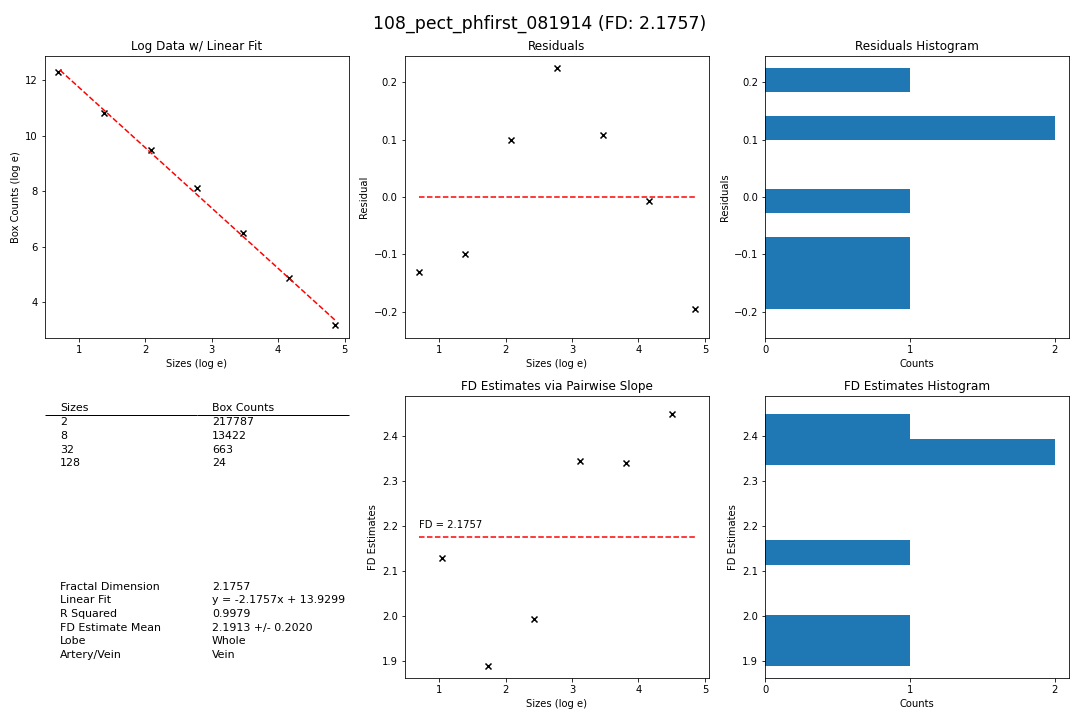 108_pect_phfirst_081914 (FD: 2.1757)
Log Data w/ Linear Fit
12
10
8
6
4
Box Counts (log e)
1 2 3 4 5
Sizes (log e)
Residuals
0.2
0.1
0.0
−0.1
−0.2
Residual
1 2 3 4 5
Sizes (log e)
Residuals Histogram
0.2
0.1
0.0
−0.1
−0.2
Residuals
0 1 2
Counts
Sizes Box Counts
2 217787
8 13422
32 663
128 24
Fractal Dimension 2.1757
Linear Fit y = -2.1757x + 13.9299
R Squared 0.9979
FD Estimate Mean 2.1913 +/- 0.2020
Lobe Whole
Artery/Vein Vein
FD Estimates via Pairwise Slope
2.4
2.3
2.2
2.1
2.0
1.9
FD Estimates
FD = 2.1757
1 2 3 4 5
Sizes (log e)
FD Estimates Histogram
2.4
2.3
2.2
2.1
2.0
1.9
FD Estimates
0 1 2
Counts